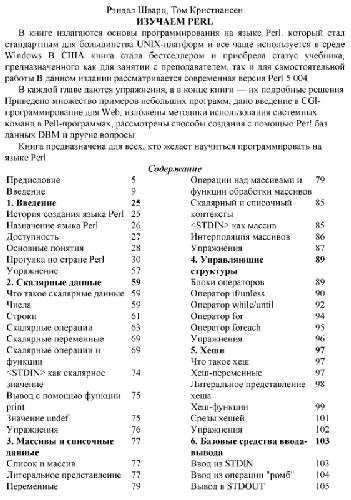 Рэндал Шварц, Том Кристиансен
ИЗУЧАЕМ PERL
В книге излагаются основы программирования на языке Perl, который стал
стандартным для большинства UNIX-платформ и все чаще используется в среде
Windows В США книга стала бестселлером и приобрела статус учебника,
предназначенного как для занятии с преподавателем, так и для самостоятельной
работы В данном издании рассматривается современная версия Perl 5 004
В каждой главе даются упражнения, а в конце книги — их подробные решения
Приведено множество примеров небольших программ, дано введение в CGI-
программирование для Web, изложены методики использования системных
команд в Perl-программах, рассмотрены способы создания с помощью Perl баз
данных DBM и другие вопросы
Книга предназначена для всех, кто желает научиться программировать на
языке Perl
Содержание
Предисловие 5
Введение 9
1. Введение 25
История создания языка Perl 25
Назначение языка Perl 26
Доступность 27
Основные понятия 28
Прогулка по стране Perl 30
Упражнение 57
2. Скалярные данные 59
Что такое скалярные данные 59
Числа 59
Строки 61
Скалярные операции 63
Скалярные переменные 69
Скалярные операции и 69
функции
<STDIN> как скалярное 74
значение
Вывод с помощью функции 75
print
Значение undef 75
Упражнения 76
3. Массивы и списочные 77
данные
Список и массив 77
Литеральное представление 77
Переменные 79
Операции над массивами и 79
функции обработки массивов
Скалярный и списочный 85
контексты
<STDIN> как массив 85
Интерполяция массивов 86
Упражнения 87
4. Управляющие 89
структуры
Блоки операторов 89
Оператор if/unless 90
Оператор while/until 92
Оператор for 94
Оператор foreach 95
Упражнения 96
5. Хеши 97
Что такое хеш 97
Хеш-переменные 97
Литеральное представление 98
хеша
Хеш-функции 99
Срезы хешей 101
Упражнения 102
6. Базовые средства ввода- 103
вывода
Ввод из STDIN 103
Ввод из операции "ромб" 104
Вывод в STDOUT 105